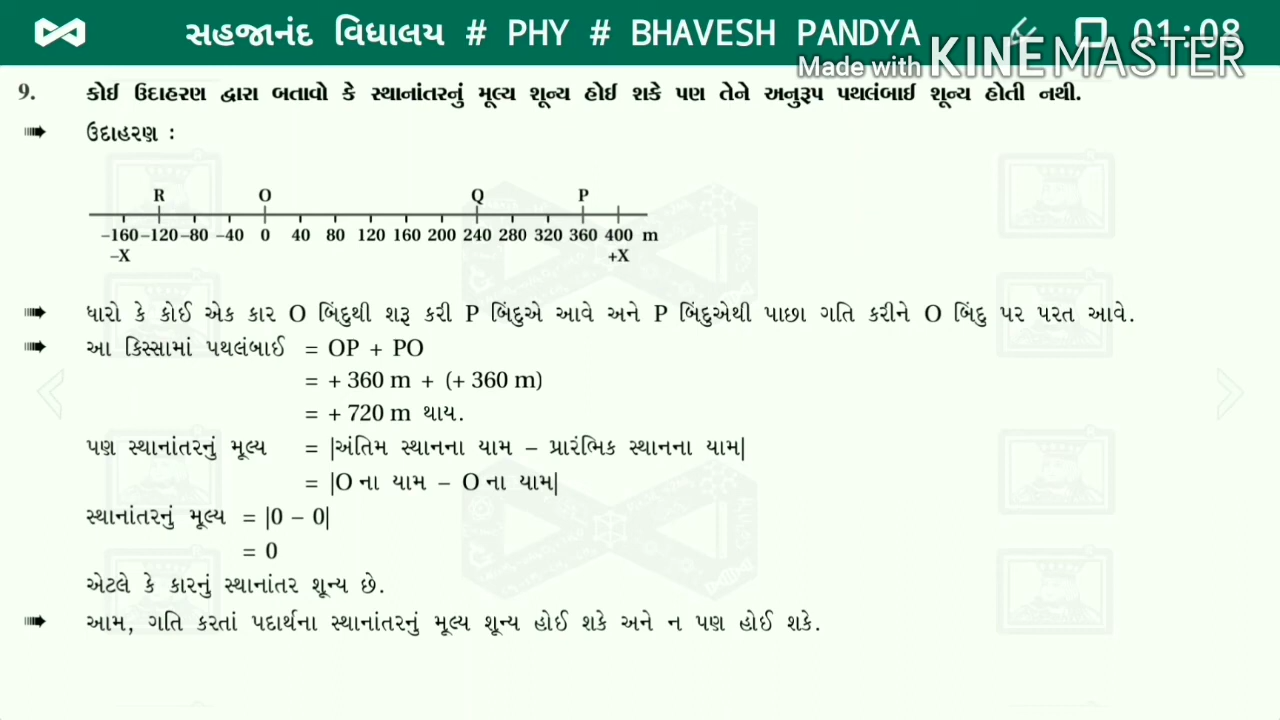 સહજાનંદ વિધાલય # PHY # BHAVESH PANDYA
01:08
Made with KINEMASTER
9. કોઈ ઉદાહરણ દ્વારા બતાવો કે સ્થાનાંતરનું મૂલ્ય શૂન્ય હોઈ શકે પણ તેને અનુરૂપ પથલંબાઈ શૂન્ય હોતી નથી.
➠ ઉદાહરણ :
R O Q P
–160 –120 –80 –40 0 40 80 120 160 200 240 280 320 360 400 m
–X +X
➠ ધારો કે કોઈ એક કાર O બિંદુથી શરૂ કરી P બિંદુએ આવે અને P બિંદુએથી પાછા ગતિ કરીને O બિંદુ પર પરત આવે.
➠ આ કિસ્સામાં પથલંબાઈ = OP + PO
= + 360 m + (+ 360 m)
= + 720 m થાય.
પણ સ્થાનાંતરનું મૂલ્ય = |અંતિમ સ્થાનના યામ – પ્રારંભિક સ્થાનના યામ|
= |O ના યામ – O ના યામ|
સ્થાનાંતરનું મૂલ્ય = |0 – 0|
= 0
એટલે કે કારનું સ્થાનાંતર શૂન્ય છે.
➠ આમ, ગતિ કરતાં પદાર્થના સ્થાનાંતરનું મૂલ્ય શૂન્ય હોઈ શકે અને ન પણ હોઈ શકે.